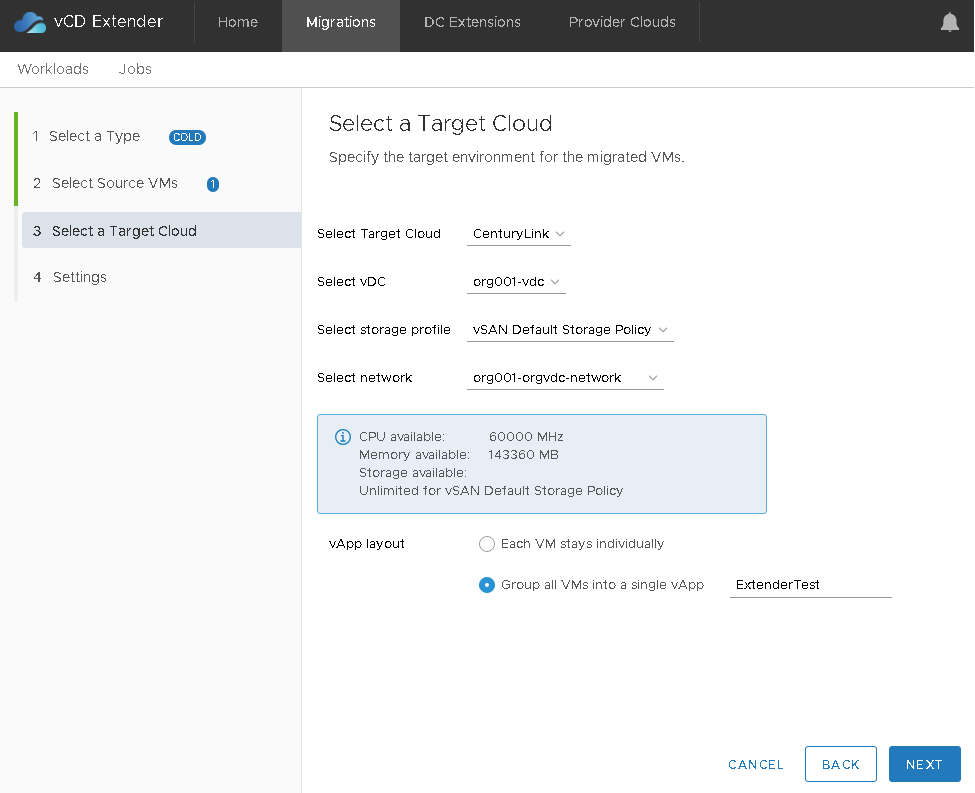 vCD Extender
Home
Migrations
DC Extensions
Provider Clouds
Workloads
Jobs
1 Select a Type COLD
2 Select Source VMs 1
3 Select a Target Cloud
4 Settings
Select a Target Cloud
Specify the target environment for the migrated VMs.
Select Target Cloud CenturyLink
Select vDC org001-vdc
Select storage profile vSAN Default Storage Policy
Select network org001-orgvdc-network
CPU available: 60000 MHz
Memory available: 143360 MB
Storage available:
Unlimited for vSAN Default Storage Policy
vApp layout Each VM stays individually
Group all VMs into a single vApp ExtenderTest
CANCEL BACK NEXT